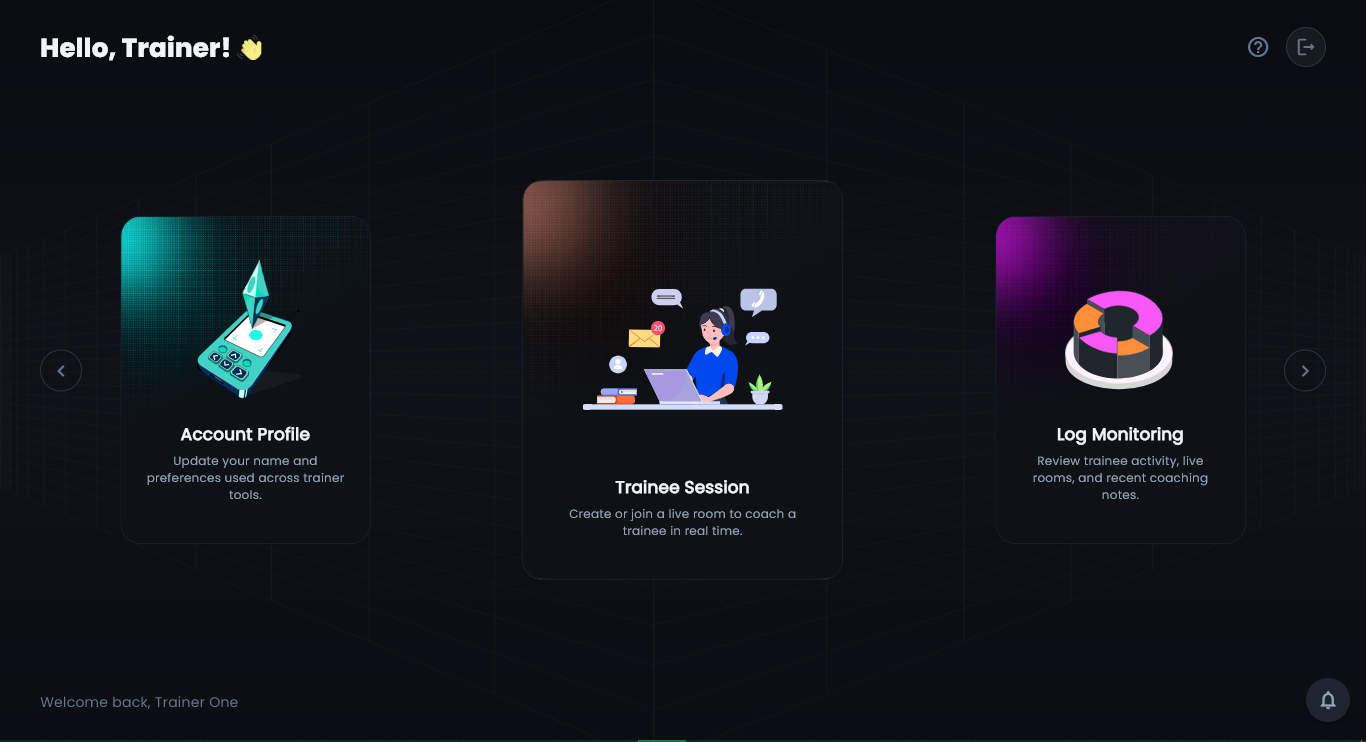 Hello, Trainer! 👋
Account Profile
Update your name and
preferences used across trainer
tools.
20
Trainee Session
Create or join a live room to coach a
trainee in real time.
Log Monitoring
Review trainee activity, live
rooms, and recent coaching
notes.
Welcome back, Trainer One